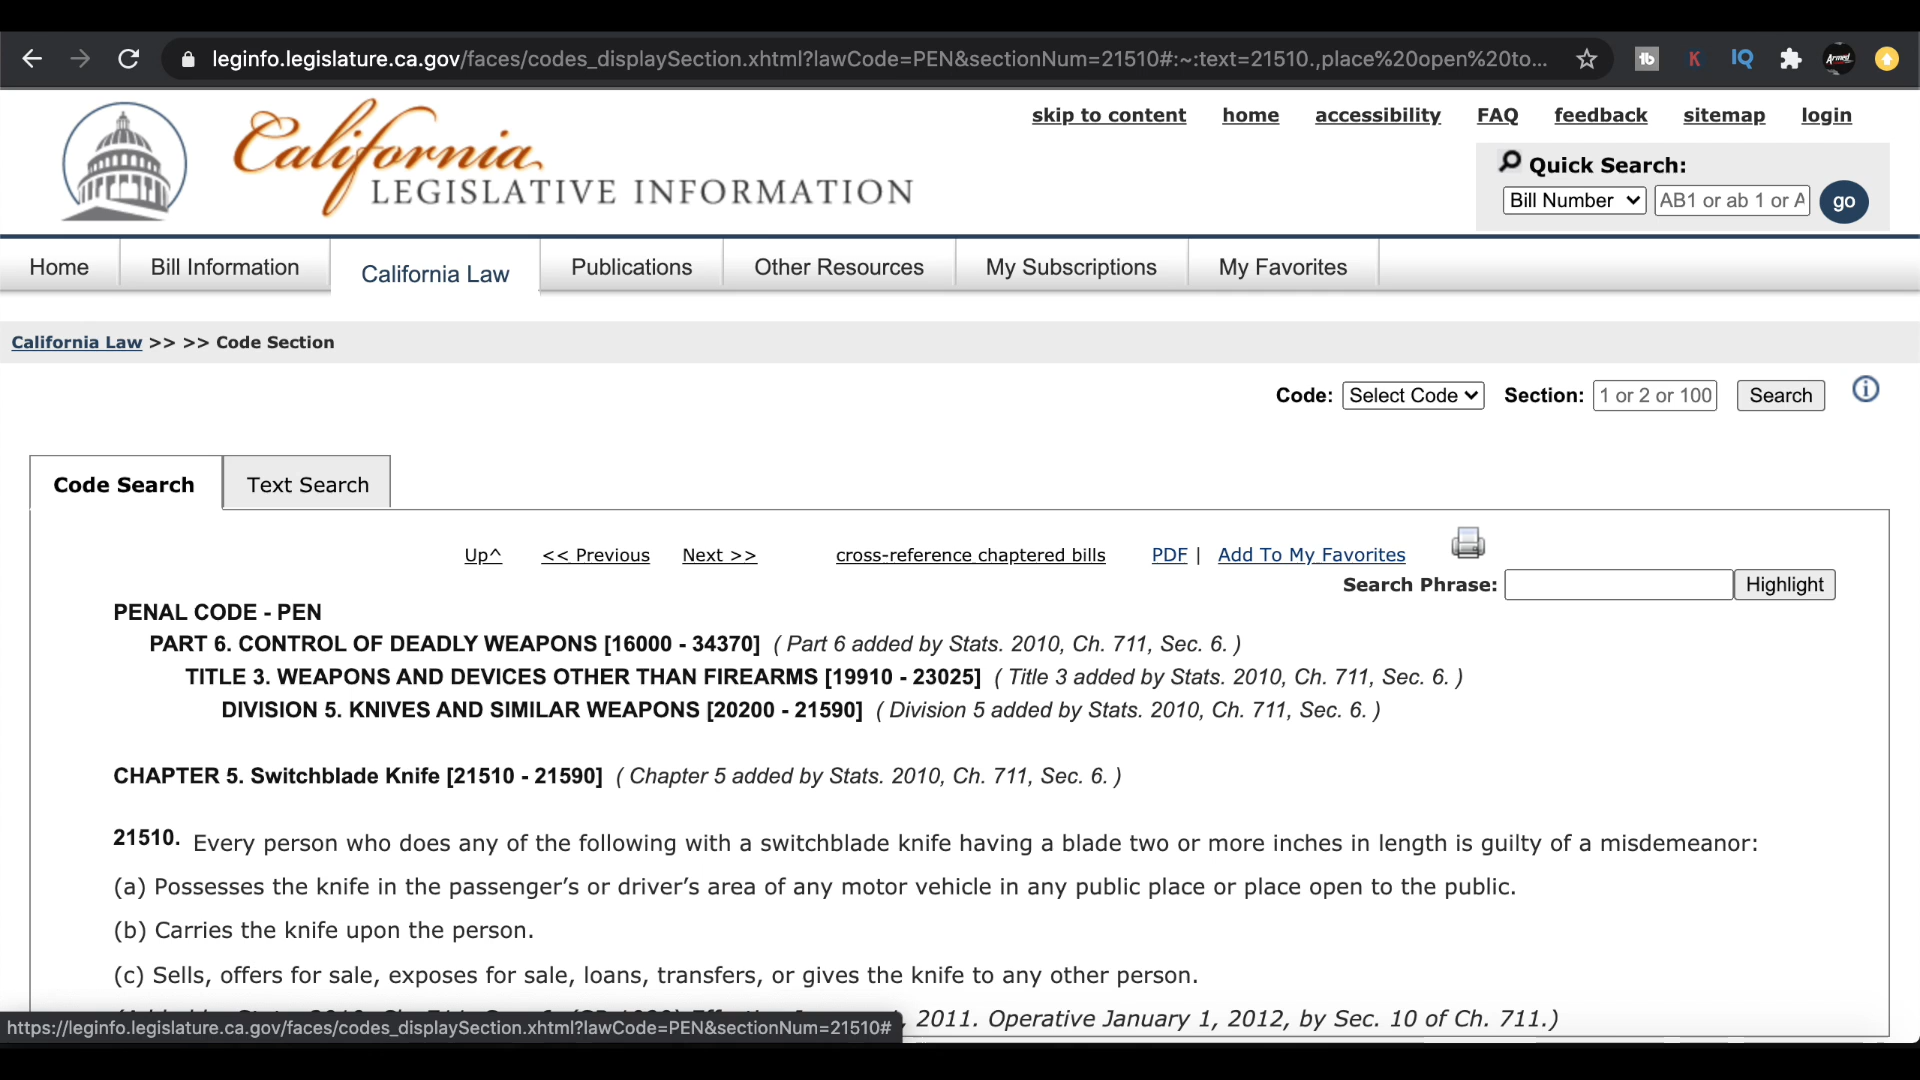 leginfo.legislature.ca.gov/faces/codes_displaySection.xhtml?lawCode=PEN&sectionNum=21510#:~:text=21510.,place%20open%20to...
tb K IQ Armed
California
LEGISLATIVE INFORMATION
skip to content home accessibility FAQ feedback sitemap login
Quick Search:
Bill Number AB1 or ab 1 or A go
Home Bill Information California Law Publications Other Resources My Subscriptions My Favorites
California Law >> >> Code Section
Code: Select Code Section: 1 or 2 or 100 Search i
Code Search Text Search
Up^ << Previous Next >> cross-reference chaptered bills PDF | Add To My Favorites
Search Phrase: Highlight
PENAL CODE - PEN
PART 6. CONTROL OF DEADLY WEAPONS [16000 - 34370] ( Part 6 added by Stats. 2010, Ch. 711, Sec. 6. )
TITLE 3. WEAPONS AND DEVICES OTHER THAN FIREARMS [19910 - 23025] ( Title 3 added by Stats. 2010, Ch. 711, Sec. 6. )
DIVISION 5. KNIVES AND SIMILAR WEAPONS [20200 - 21590] ( Division 5 added by Stats. 2010, Ch. 711, Sec. 6. )
CHAPTER 5. Switchblade Knife [21510 - 21590] ( Chapter 5 added by Stats. 2010, Ch. 711, Sec. 6. )
21510. Every person who does any of the following with a switchblade knife having a blade two or more inches in length is guilty of a misdemeanor:
(a) Possesses the knife in the passenger’s or driver’s area of any motor vehicle in any public place or place open to the public.
(b) Carries the knife upon the person.
(c) Sells, offers for sale, exposes for sale, loans, transfers, or gives the knife to any other person.
, 2011. Operative January 1, 2012, by Sec. 10 of Ch. 711.)
https://leginfo.legislature.ca.gov/faces/codes_displaySection.xhtml?lawCode=PEN&sectionNum=21510#